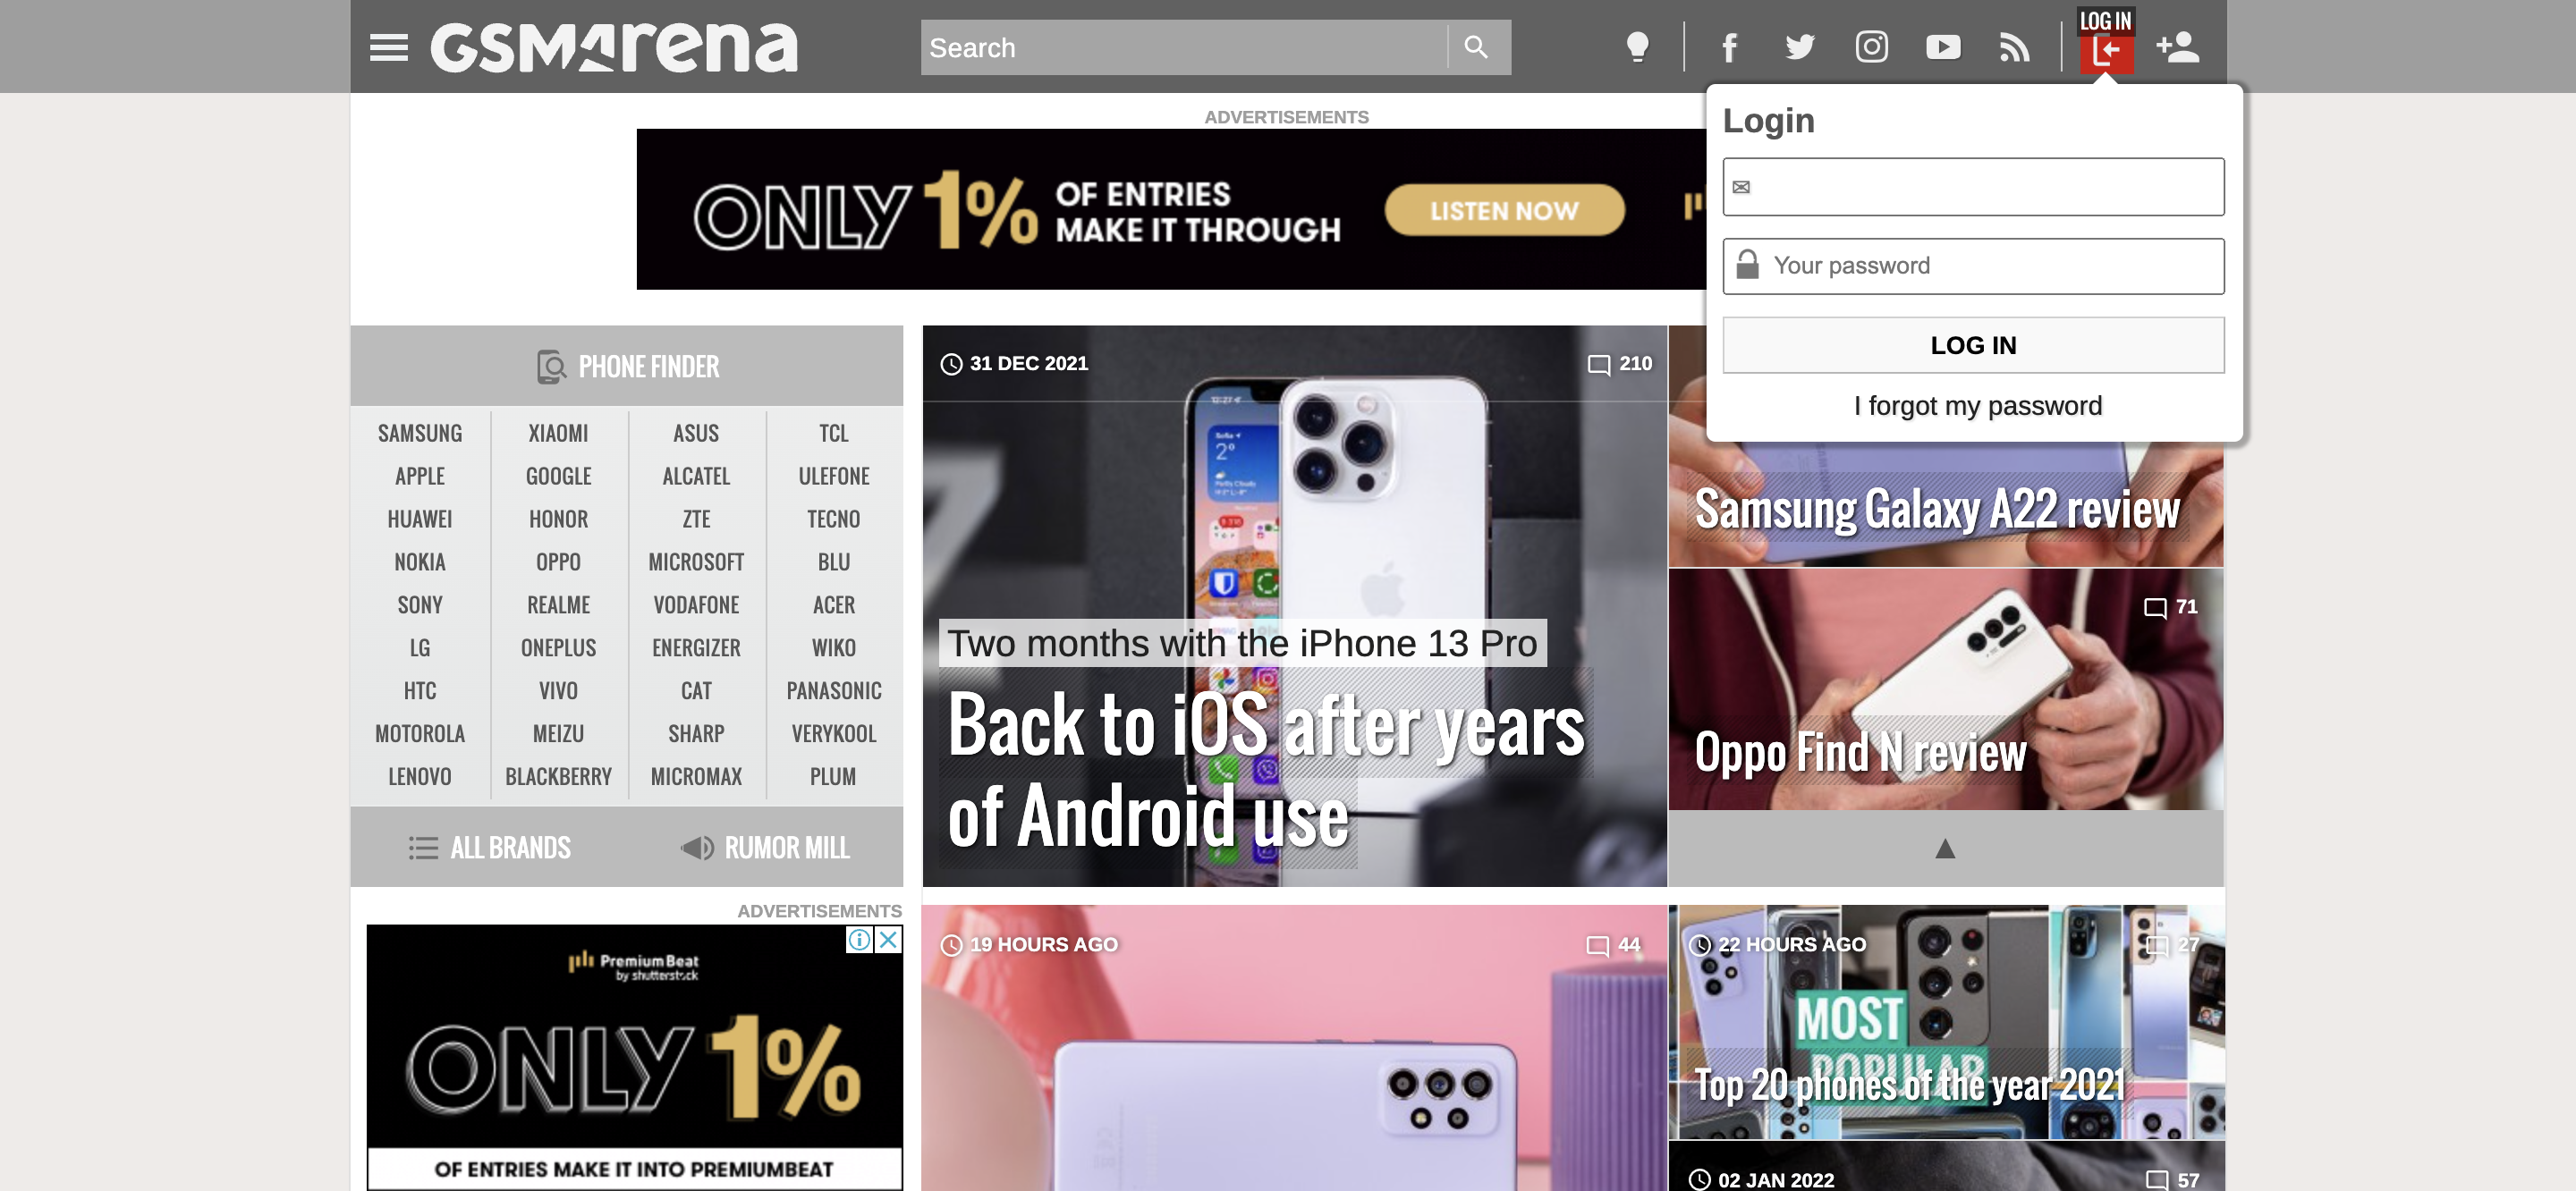 GSMArena
Search
LOG IN
Login
Your password
LOG IN
I forgot my password
ADVERTISEMENTS
ONLY 1% OF ENTRIES
MAKE IT THROUGH
LISTEN NOW
PHONE FINDER
SAMSUNG XIAOMI ASUS TCL
APPLE GOOGLE ALCATEL ULEFONE
HUAWEI HONOR ZTE TECNO
NOKIA OPPO MICROSOFT BLU
SONY REALME VODAFONE ACER
LG ONEPLUS ENERGIZER WIKO
HTC VIVO CAT PANASONIC
MOTOROLA MEIZU SHARP VERYKOOL
LENOVO BLACKBERRY MICROMAX PLUM
ALL BRANDS RUMOR MILL
31 DEC 2021 210
12:27
Sofia
2°
Two months with the iPhone 13 Pro
Back to iOS after years
of Android use
Samsung Galaxy A22 review
71
Oppo Find N review
ADVERTISEMENTS
PremiumBeat
by shutterstock
ONLY 1%
OF ENTRIES MAKE IT INTO PREMIUMBEAT
19 HOURS AGO 44
22 HOURS AGO 27
MOST
POPULAR
Top 20 phones of the year 2021
02 JAN 2022 57